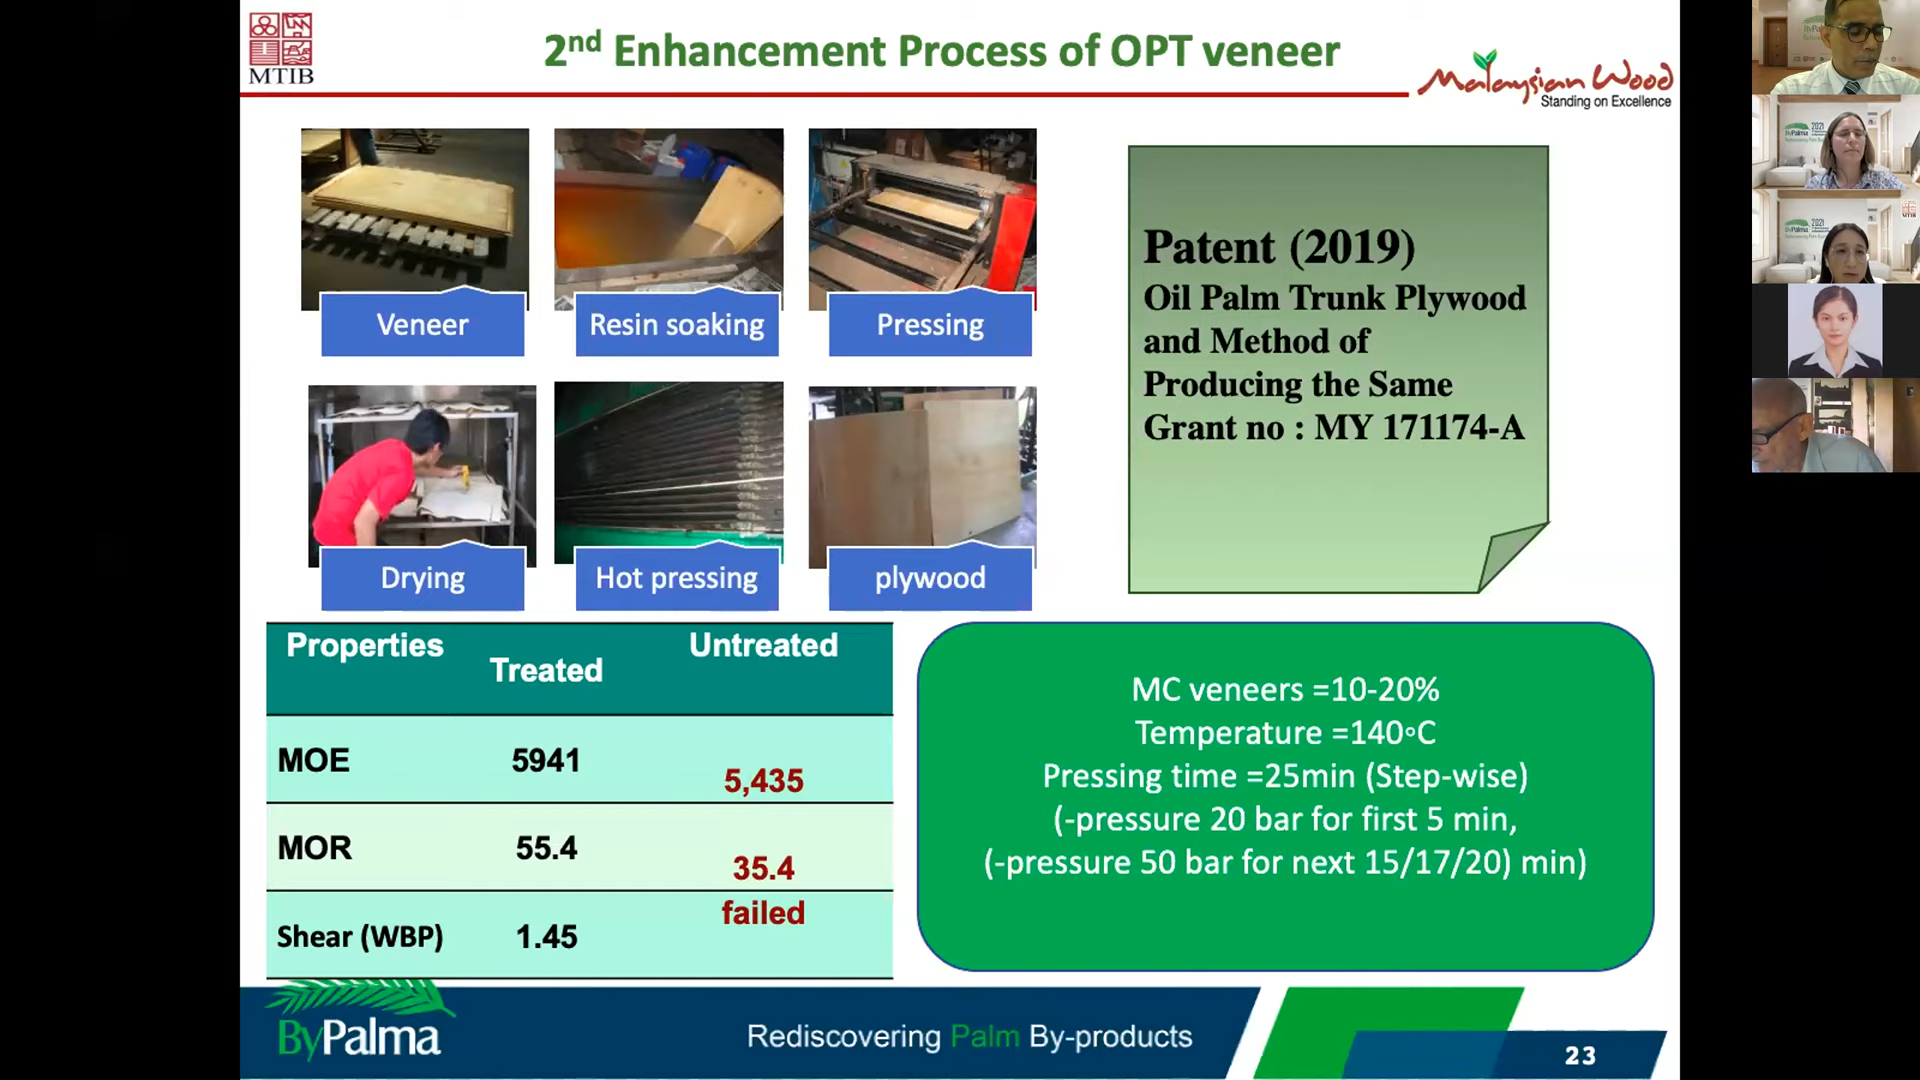 MTIB
2nd Enhancement Process of OPT veneer
Malaysian Wood
Standing on Excellence
Veneer
Resin soaking
Pressing
Drying
Hot pressing
plywood
Patent (2019)
Oil Palm Trunk Plywood
and Method of
Producing the Same
Grant no : MY 171174-A
Properties Treated Untreated
MOE 5941 5,435
MOR 55.4 35.4
Shear (WBP) 1.45 failed
MC veneers =10-20%
Temperature =140°C
Pressing time =25min (Step-wise)
(-pressure 20 bar for first 5 min,
(-pressure 50 bar for next 15/17/20) min)
ByPalma
Rediscovering Palm By-products
23